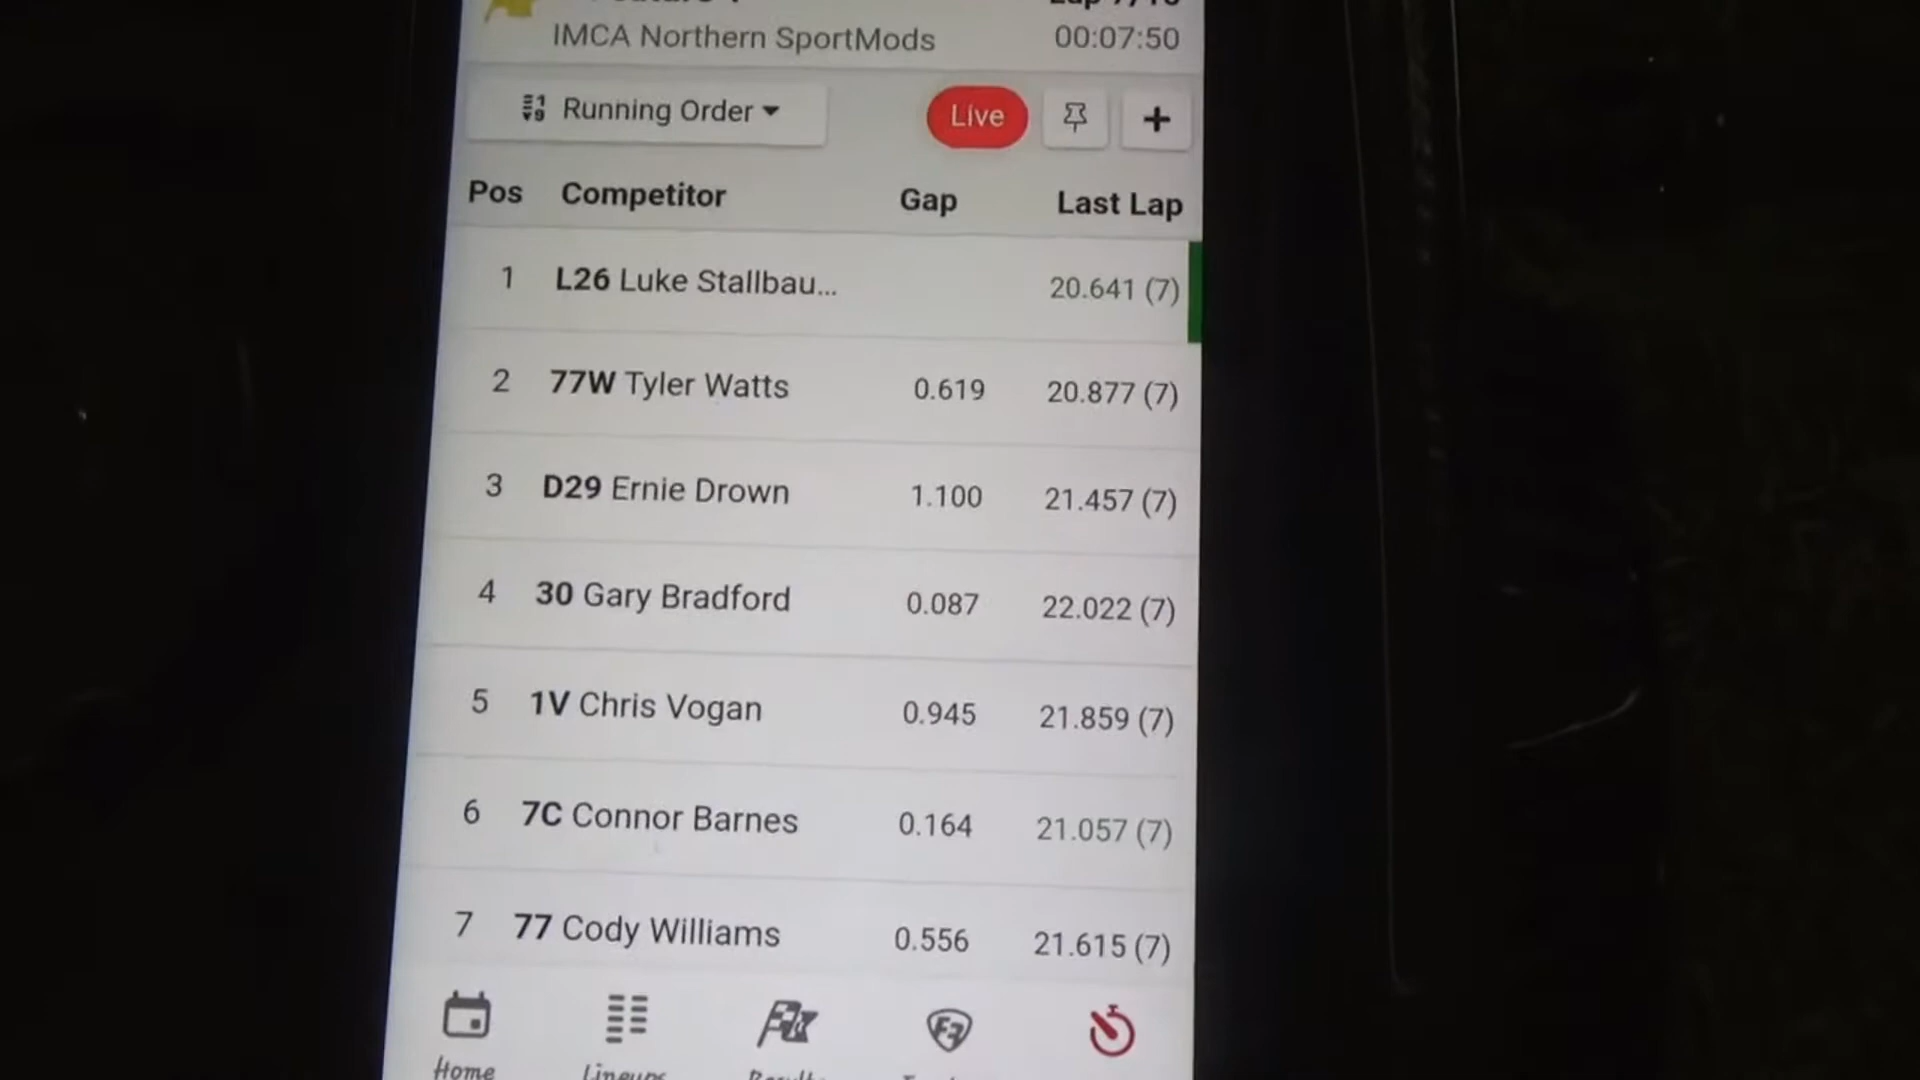 IMCA Northern SportMods 00:07:50
Running Order Live +
Pos Competitor Gap Last Lap
1 L26 Luke Stallbau... 20.641 (7)
2 77W Tyler Watts 0.619 20.877 (7)
3 D29 Ernie Drown 1.100 21.457 (7)
4 30 Gary Bradford 0.087 22.022 (7)
5 1V Chris Vogan 0.945 21.859 (7)
6 7C Connor Barnes 0.164 21.057 (7)
7 77 Cody Williams 0.556 21.615 (7)
Home Lineups Results